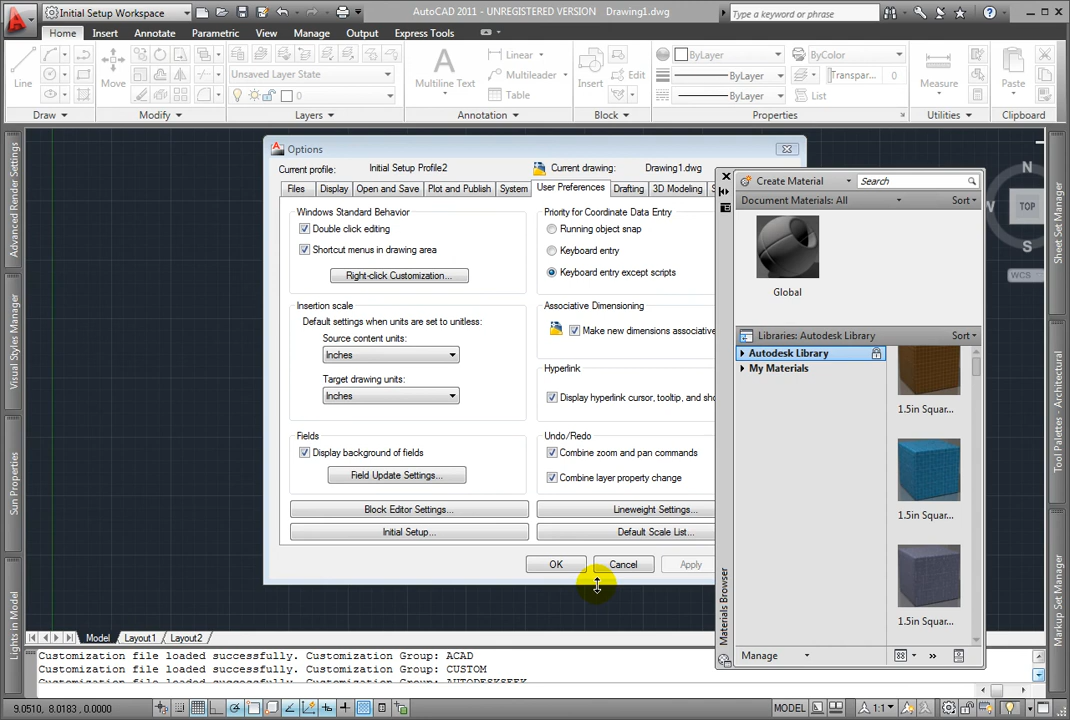 Initial Setup Workspace
AutoCAD 2011 - UNREGISTERED VERSION Drawing1.dwg
Type a keyword or phrase
Home Insert Annotate Parametric View Manage Output Express Tools
Line
Move
Unsaved Layer State
0
Multiline Text
Linear
Multileader
Table
Insert
Edit
ByLayer
ByLayer
ByLayer
ByColor
Transpar... 0
List
Measure
Paste
Draw Modify Layers Annotation Block Properties Utilities Clipboard
Options
Current profile: Initial Setup Profile2 Current drawing: Drawing1.dwg
Files Display Open and Save Plot and Publish System User Preferences Drafting 3D Modeling S
Windows Standard Behavior
Double click editing
Shortcut menus in drawing area
Right-click Customization...
Insertion scale
Default settings when units are set to unitless:
Source content units:
Inches
Target drawing units:
Inches
Fields
Display background of fields
Field Update Settings...
Block Editor Settings...
Initial Setup...
Priority for Coordinate Data Entry
Running object snap
Keyboard entry
Keyboard entry except scripts
Associative Dimensioning
Make new dimensions associative
Hyperlink
Display hyperlink cursor, tooltip, and sho
Undo/Redo
Combine zoom and pan commands
Combine layer property change
Lineweight Settings...
Default Scale List...
OK Cancel Apply
Create Material
Search
Document Materials: All Sort
Global
Libraries: Autodesk Library Sort
Autodesk Library
My Materials
1.5in Squar...
1.5in Squar...
1.5in Squar...
Manage
Materials Browser
N
W
TOP
S
WCS
Advanced Render Settings
Visual Styles Manager
Sun Properties
Lights in Model
Sheet Set Manager
Tool Palettes - Architectural
Markup Set Manager
Model Layout1 Layout2
Customization file loaded successfully. Customization Group: ACAD
Customization file loaded successfully. Customization Group: CUSTOM
Customization file loaded successfully. Customization Group: AUTODESKSEEK
9.0510, 8.0183, 0.0000
MODEL
1:1